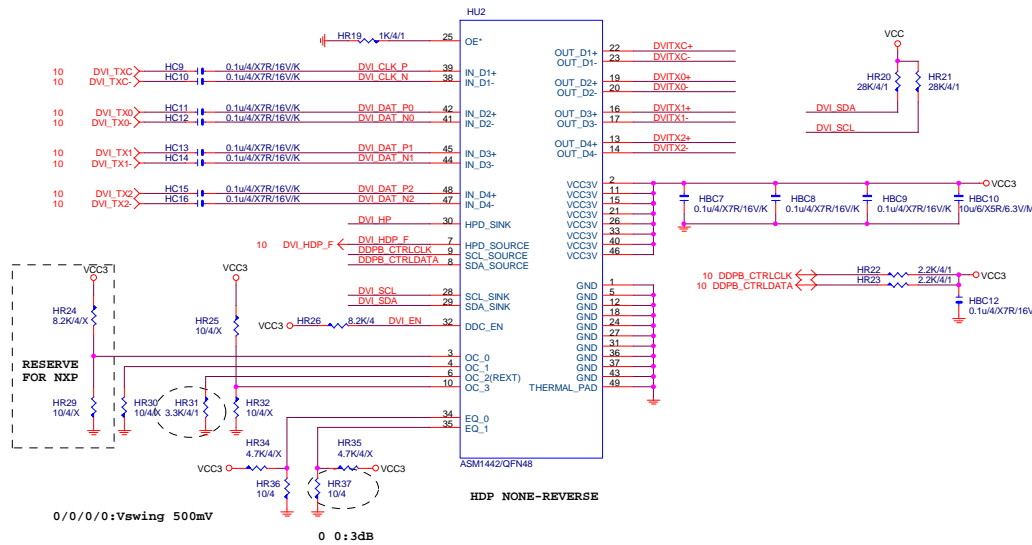 HU2
HR19 1K/4/1 25 OE*
10 DVI_TXC HC9 0.1u/4/X7R/16V/K DVI_CLK_P 39 IN_D1+
10 DVI_TXC- HC10 0.1u/4/X7R/16V/K DVI_CLK_N 38 IN_D1-
10 DVI_TX0 HC11 0.1u/4/X7R/16V/K DVI_DAT_P0 42 IN_D2+
10 DVI_TX0- HC12 0.1u/4/X7R/16V/K DVI_DAT_N0 41 IN_D2-
10 DVI_TX1 HC13 0.1u/4/X7R/16V/K DVI_DAT_P1 45 IN_D3+
10 DVI_TX1- HC14 0.1u/4/X7R/16V/K DVI_DAT_N1 44 IN_D3-
10 DVI_TX2 HC15 0.1u/4/X7R/16V/K DVI_DAT_P2 48 IN_D4+
10 DVI_TX2- HC16 0.1u/4/X7R/16V/K DVI_DAT_N2 47 IN_D4-
DVI_HP 30 HPD_SINK
10 DVI_HDP_F DVI_HDP_F 7 HPD_SOURCE
DDPB_CTRLCLK 9 SCL_SOURCE
DDPB_CTRLDATA 8 SDA_SOURCE
DVI_SCL 28 SCL_SINK
DVI_SDA 29 SDA_SINK
VCC3 HR26 8.2K/4 DVI_EN 32 DDC_EN
3 OC_0
4 OC_1
6 OC_2(REXT)
10 OC_3
34 EQ_0
35 EQ_1
ASM1442/QFN48
OUT_D1+ 22 DVITXC+
OUT_D1- 23 DVITXC-
OUT_D2+ 19 DVITX0+
OUT_D2- 20 DVITX0-
OUT_D3+ 16 DVITX1+
OUT_D3- 17 DVITX1-
OUT_D4+ 13 DVITX2+
OUT_D4- 14 DVITX2-
VCC3V 2
VCC3V 11
VCC3V 15
VCC3V 21
VCC3V 26
VCC3V 33
VCC3V 40
VCC3V 46
GND 1
GND 5
GND 12
GND 18
GND 24
GND 27
GND 31
GND 36
GND 37
GND 43
THERMAL_PAD 49
VCC
HR20
28K/4/1
HR21
28K/4/1
DVI_SDA
DVI_SCL
VCC3
HBC7
0.1u/4/X7R/16V/K
HBC8
0.1u/4/X7R/16V/K
HBC9
0.1u/4/X7R/16V/K
HBC10
10u/6/X5R/6.3V/M
10 DDPB_CTRLCLK HR22 2.2K/4/1 VCC3
10 DDPB_CTRLDATA HR23 2.2K/4/1
HBC12
0.1u/4/X7R/16V
VCC3
HR24
8.2K/4/X
RESERVE
FOR NXP
HR29
10/4/X
VCC3
HR25
10/4/X
HR30
10/4/X
HR31
3.3K/4/1
HR32
10/4/X
HR34
4.7K/4/X
VCC3
HR36
10/4
HR35
4.7K/4/X
VCC3
HR37
10/4
HDP NONE-REVERSE
0/0/0/0:Vswing 500mV
0 0:3dB